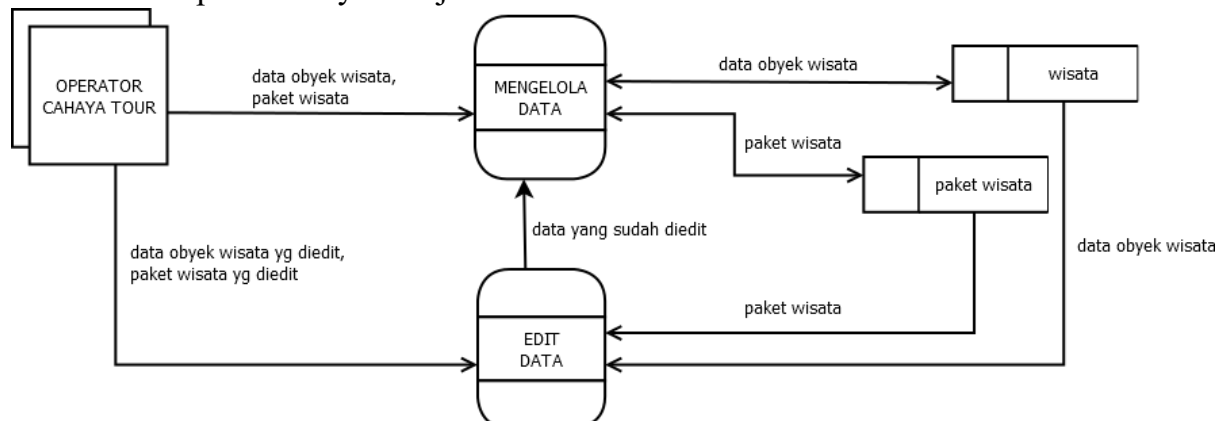 OPERATOR
CAHAYA TOUR
data obyek wisata,
paket wisata
MENGELOLA
DATA
data obyek wisata
wisata
paket wisata
paket wisata
data yang sudah diedit
data obyek wisata
data obyek wisata yg diedit,
paket wisata yg diedit
paket wisata
EDIT
DATA